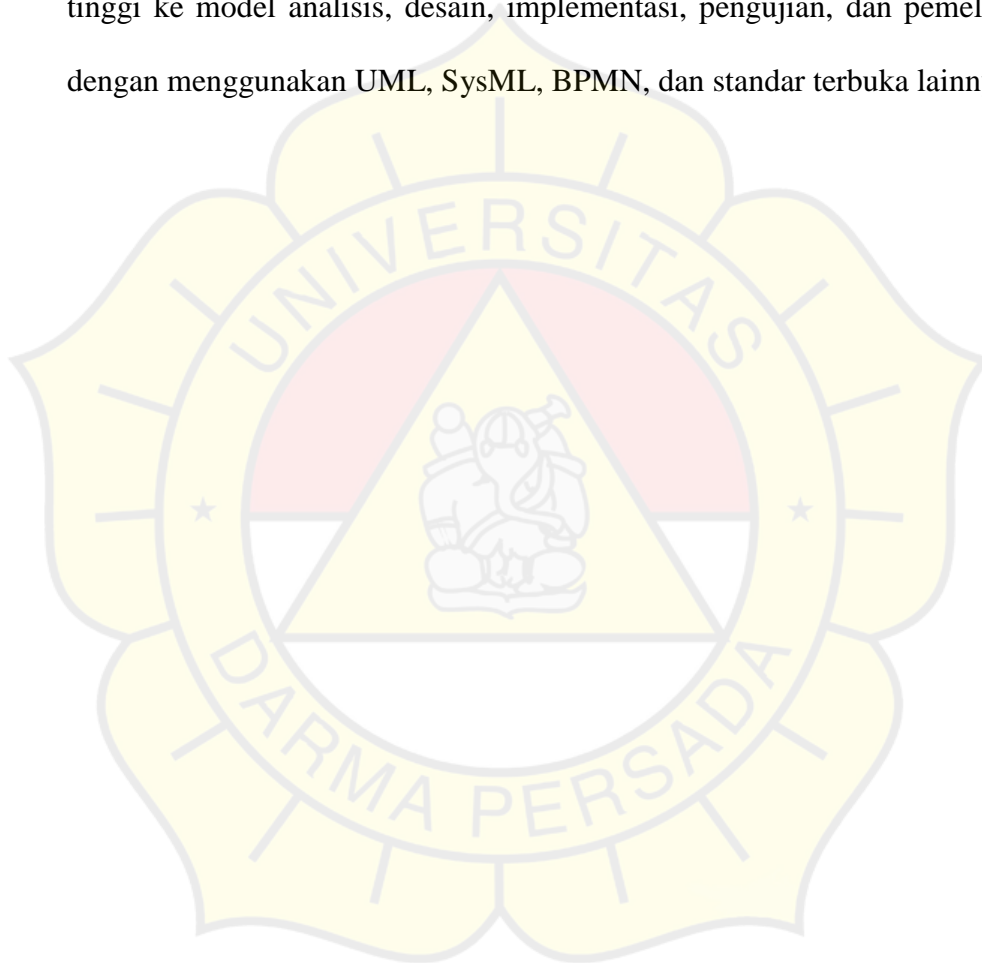 tinggi ke model analisis, desain, implementasi, pengujian, dan pemel
dengan menggunakan UML, SysML, BPMN, dan standar terbuka lainn
UNIVERSITAS
DARMA PERSADA